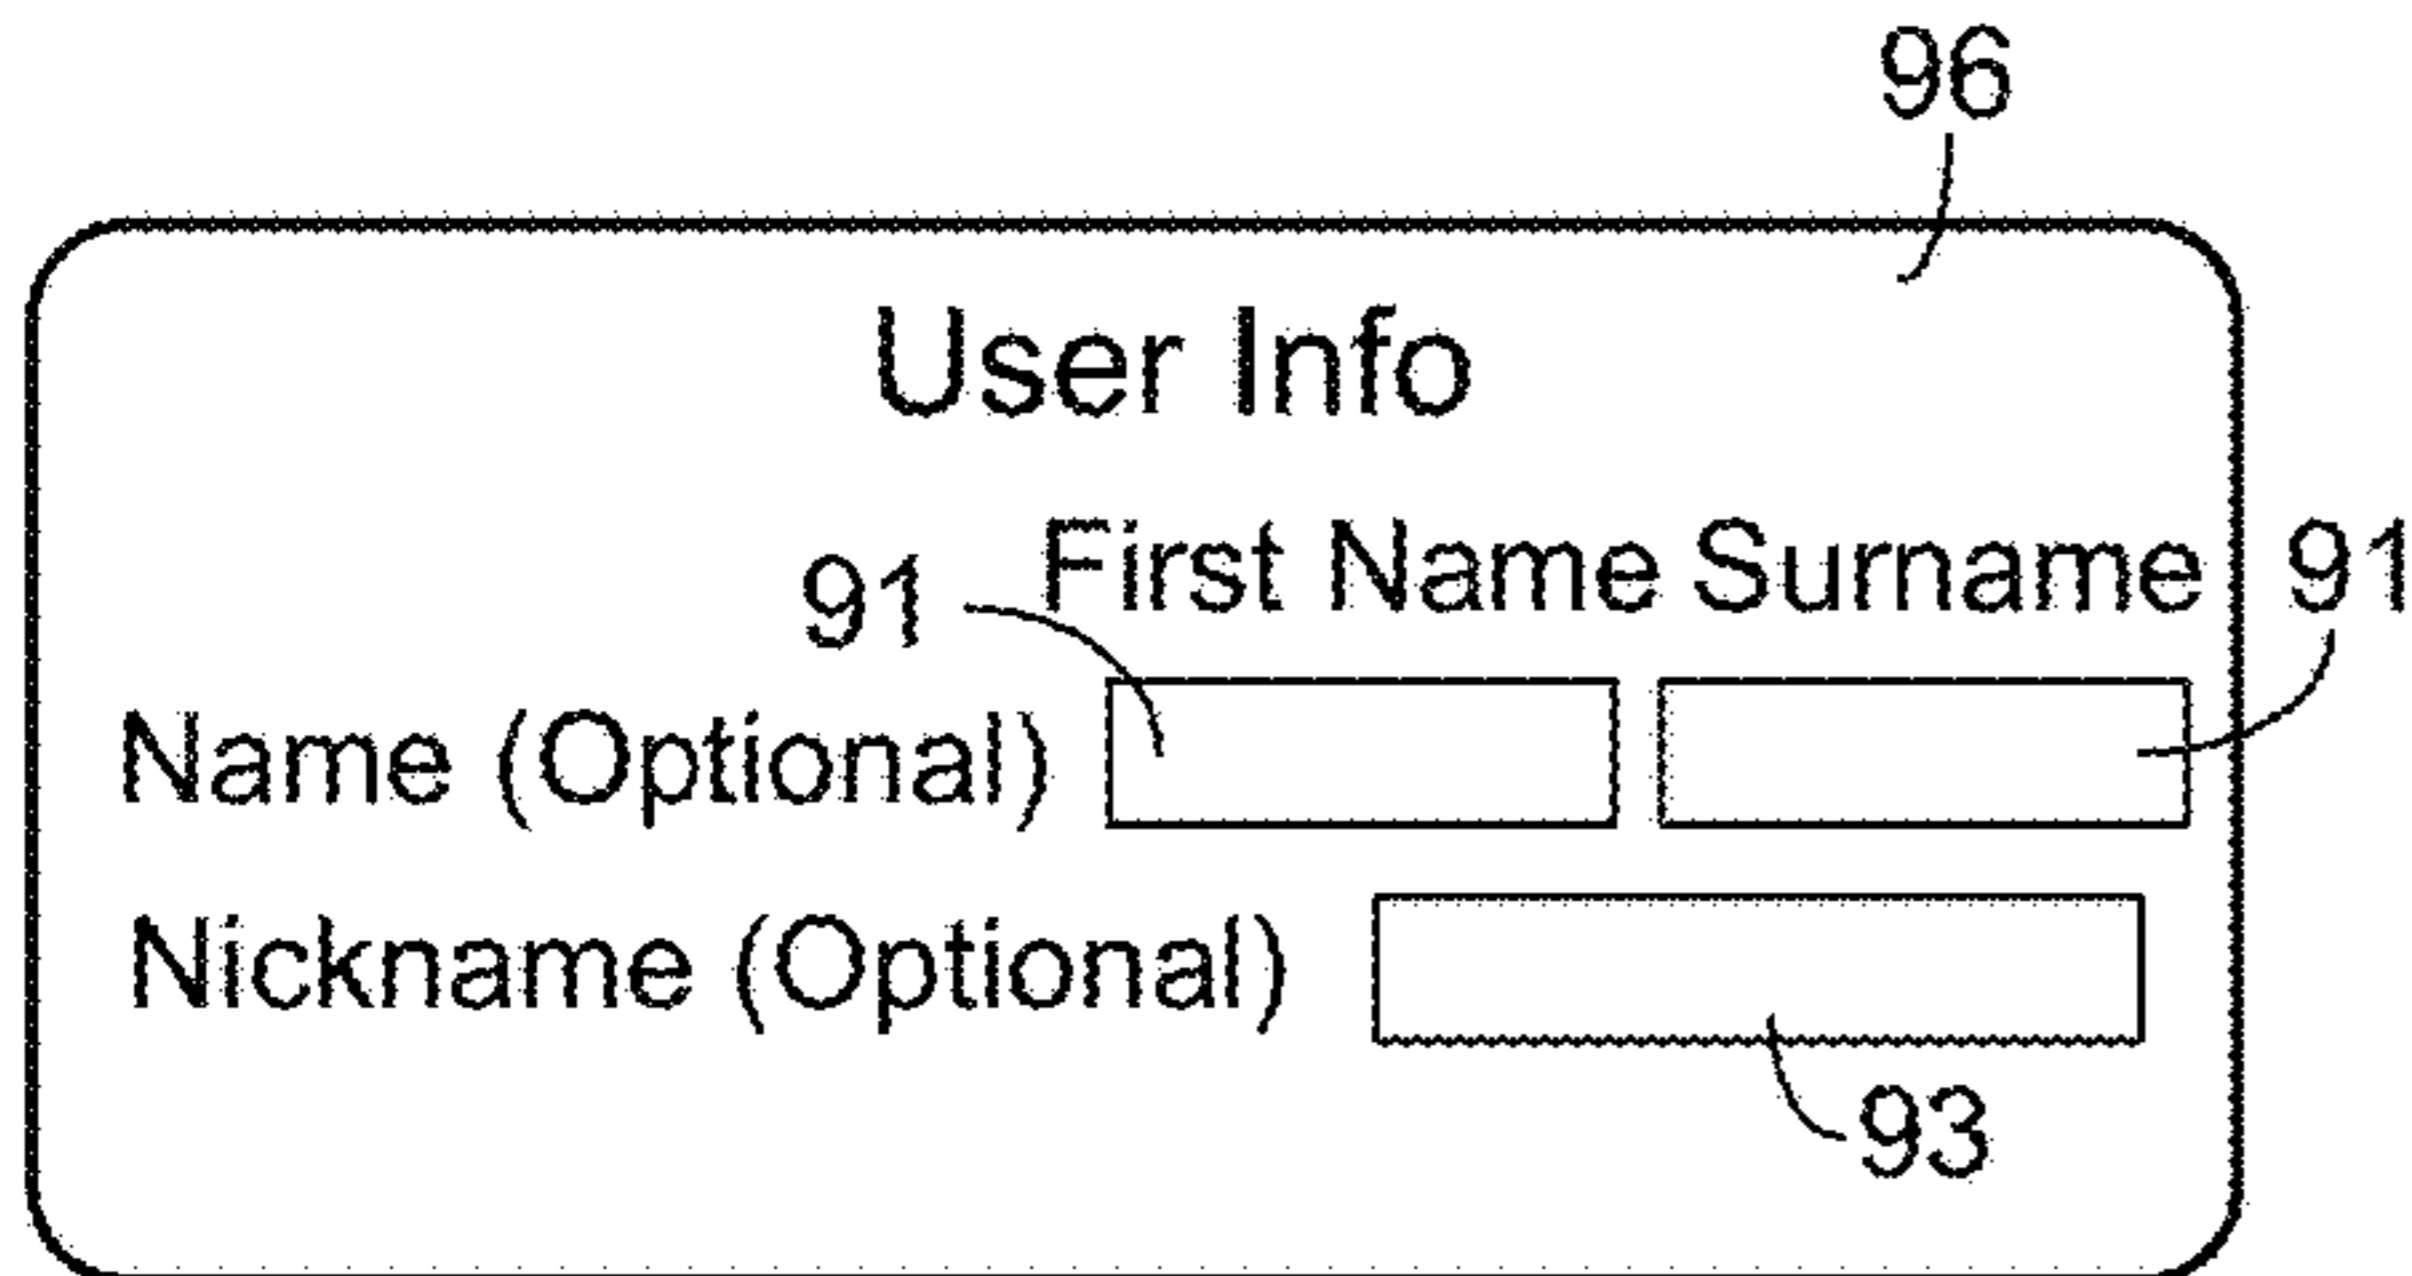 96
User Info
91 First Name Surname 91
Name (Optional)
Nickname (Optional)
93